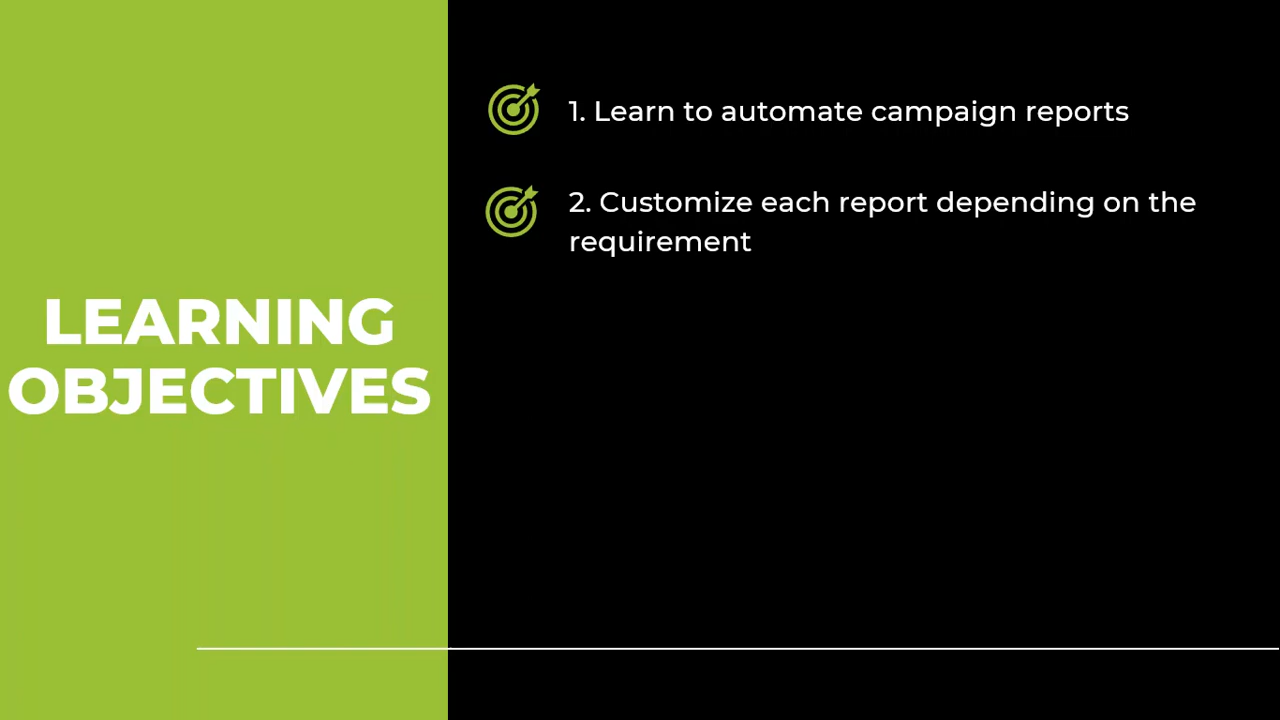 LEARNING
OBJECTIVES
1. Learn to automate campaign reports
2. Customize each report depending on the
requirement